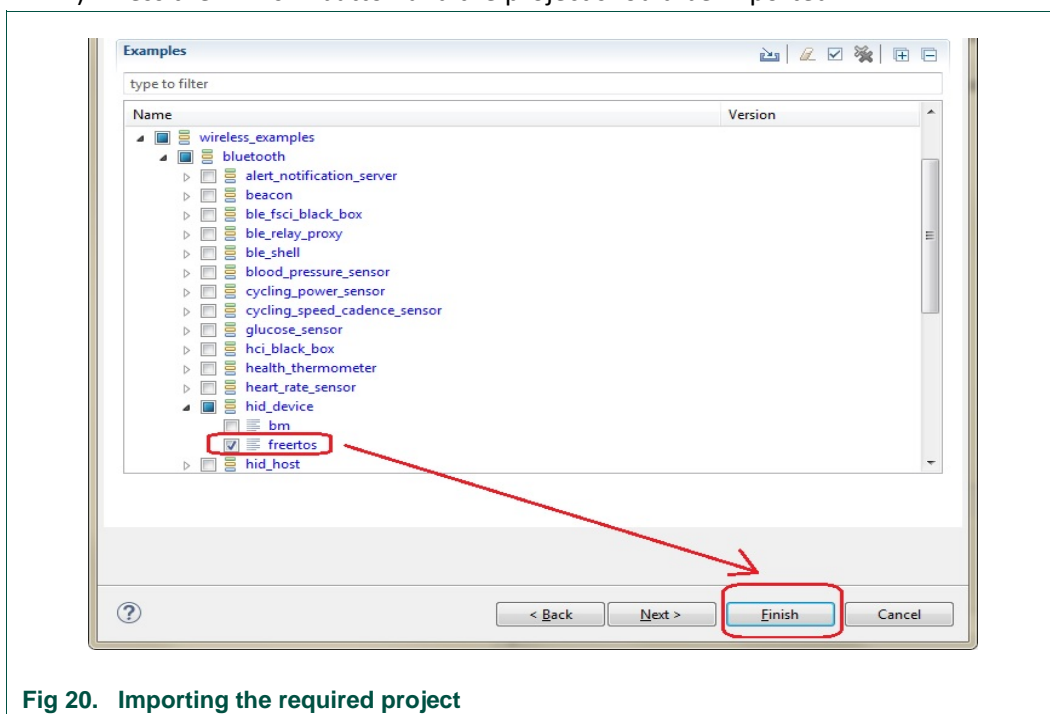 Examples
type to filter
Name Version
wireless_examples
bluetooth
alert_notification_server
beacon
ble_fsci_black_box
ble_relay_proxy
ble_shell
blood_pressure_sensor
cycling_power_sensor
cycling_speed_cadence_sensor
glucose_sensor
hci_black_box
health_thermometer
heart_rate_sensor
hid_device
bm
freertos
hid_host
? < Back Next > Finish Cancel
Fig 20. Importing the required project